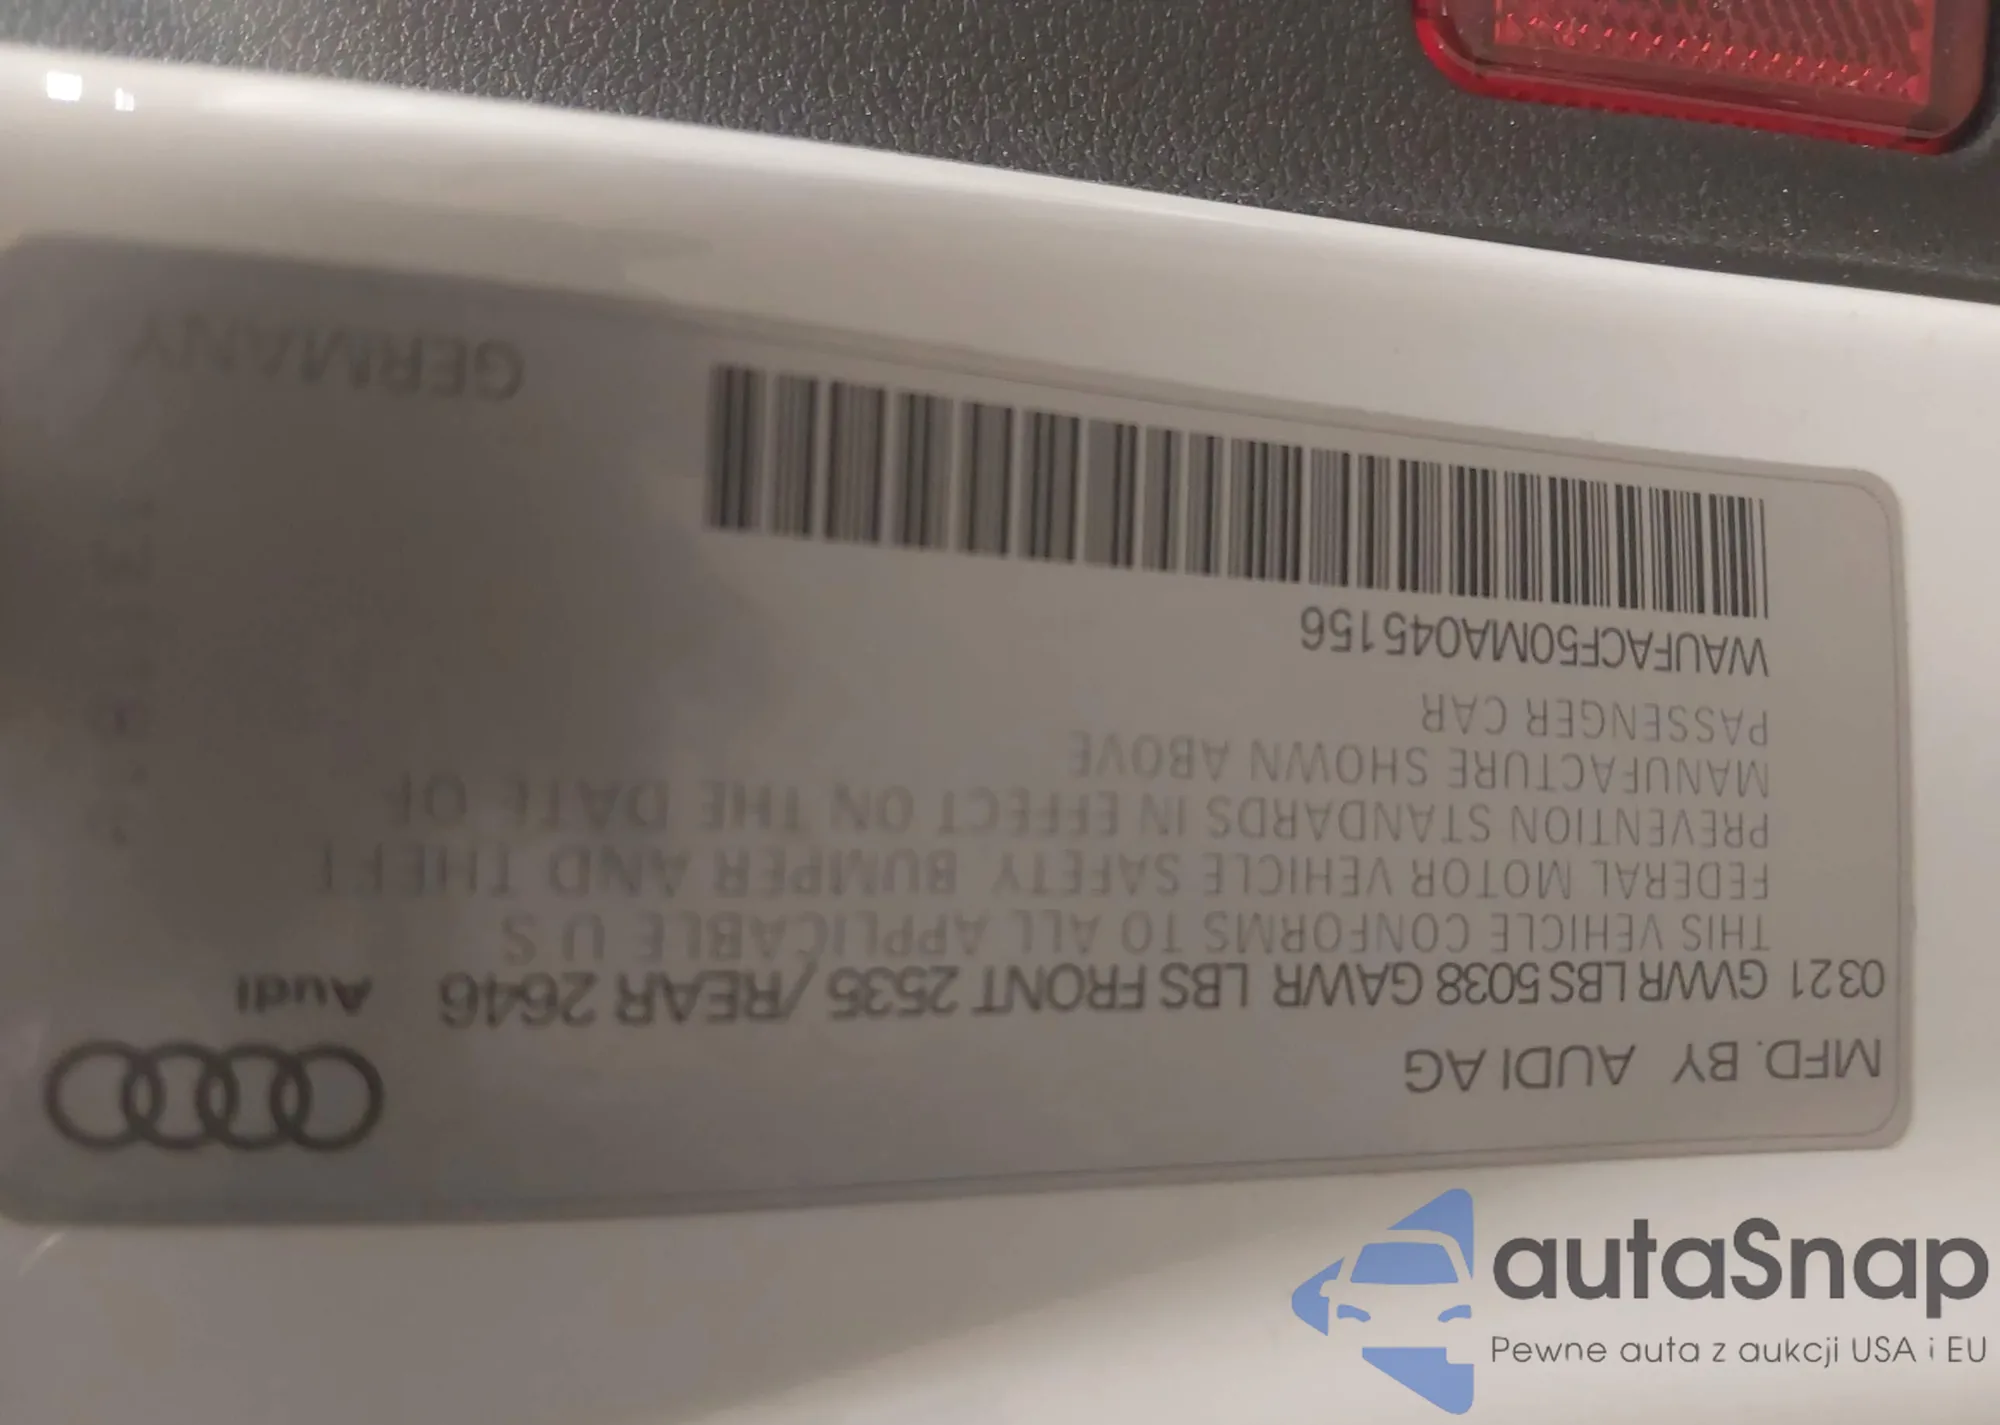 MFD. BY AUDI AG
0321 GVWR LBS 5038 GAWR LBS FRONT 2535 /REAR 2646
Audi
THIS VEHICLE CONFORMS TO ALL APPLICABLE U S
FEDERAL MOTOR VEHICLE SAFETY, BUMPER AND THEFT
PREVENTION STANDARDS IN EFFECT ON THE DATE OF
MANUFACTURE SHOWN ABOVE
PASSENGER CAR
WAUFACF50MA045156
GERMANY
autaSnap
Pewne auta z aukcji USA i EU